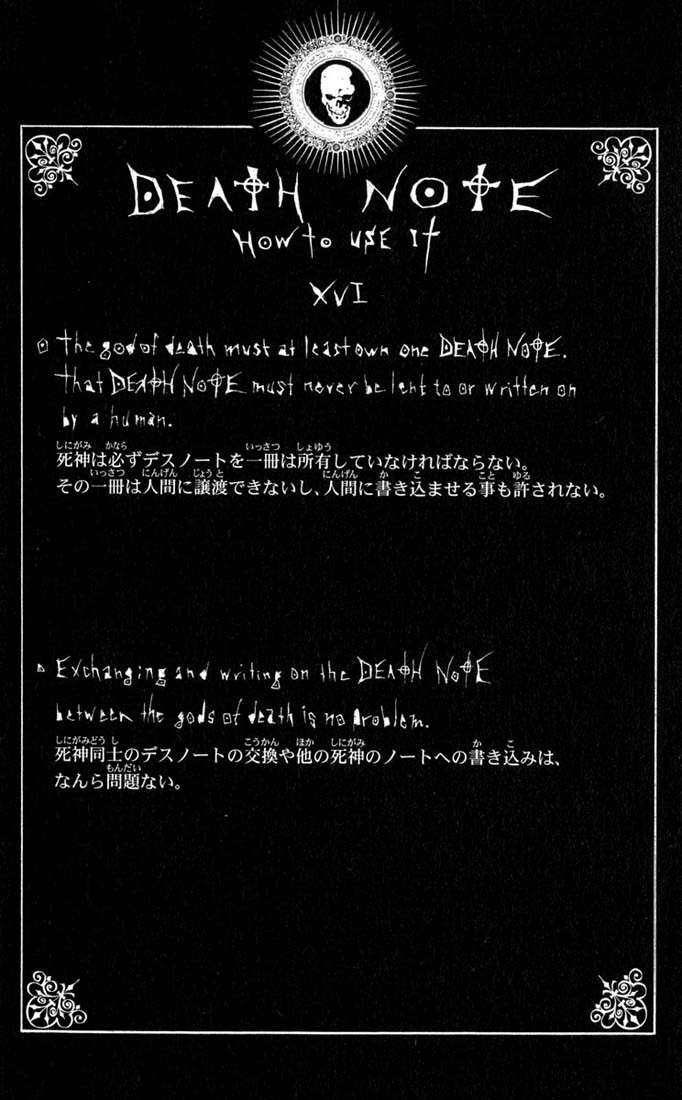 DEATH NOTE
HOW to USE It
XVI
The god of death must at least own one DEATH NOTE.
That DEATH NOTE must never be lent to or written on
by a human.
死神は必ずデスノートを一冊は所有していなければならない。
その一冊は人間に譲渡できないし、人間に書き込ませる事も許されない。
Exchanging and writing on the DEATH NOTE
between the gods of death is no problem.
死神同士のデスノートの交換や他の死神のノートへの書き込みは、
なんら問題ない。